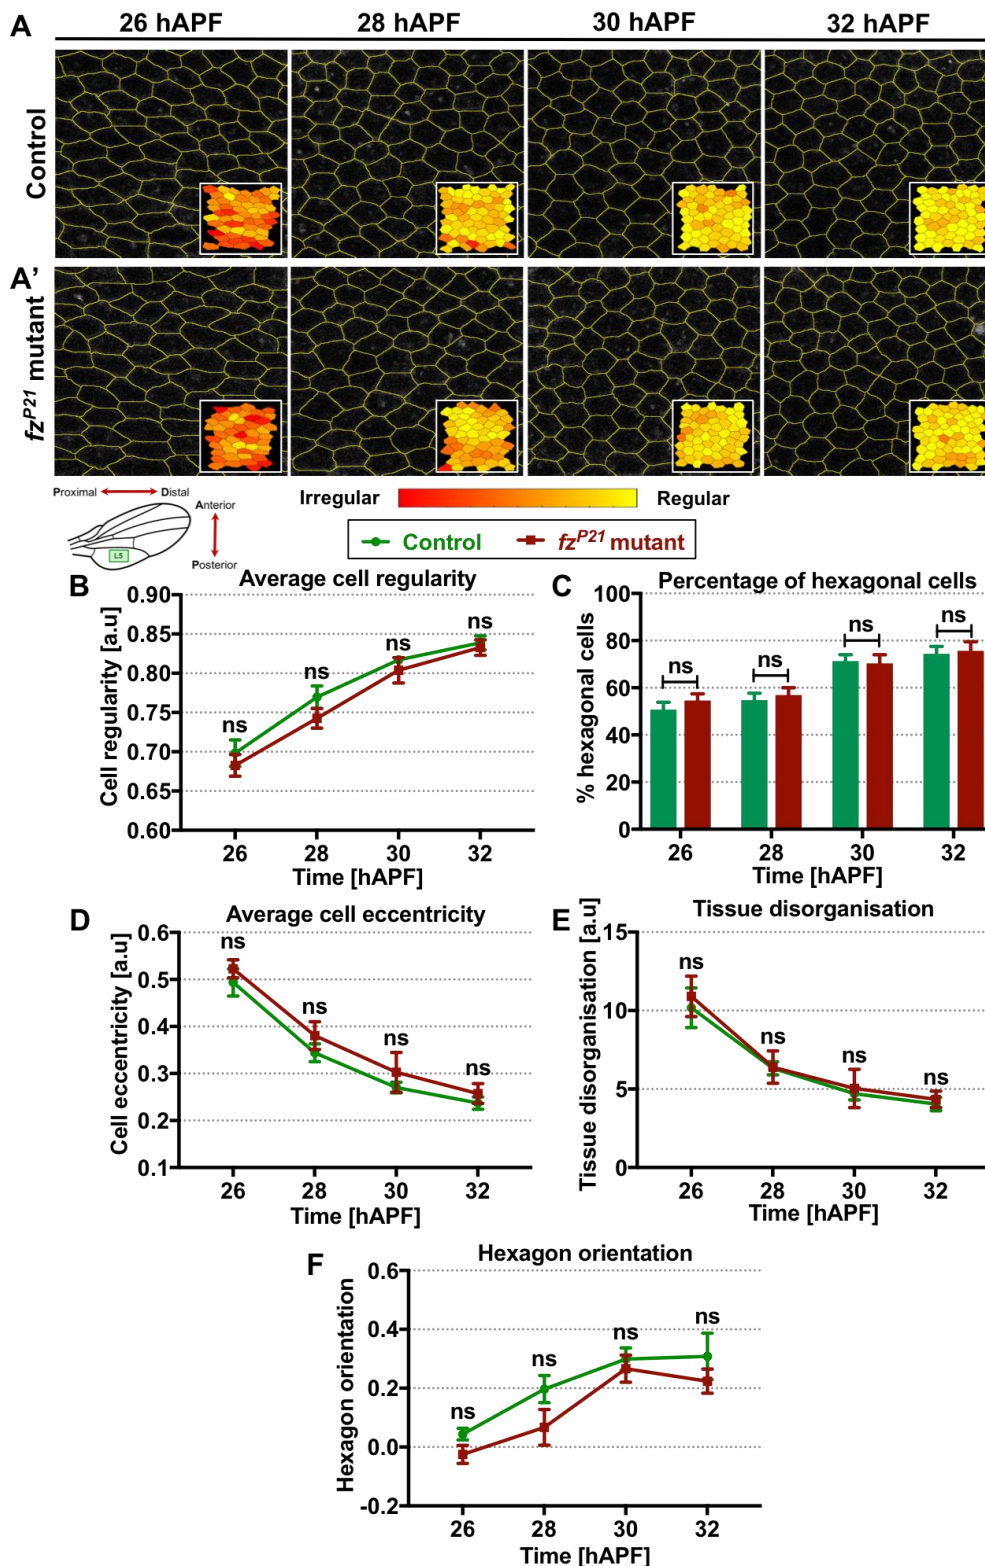 A 26 hAPF 28 hAPF 30 hAPF 32 hAPF
Control
A’
fzP21 mutant
Proximal Distal
Anterior
L5
Posterior
Irregular Regular
Control fzP21 mutant
B Average cell regularity
Cell regularity [a.u]
0.90
0.85
0.80
0.75
0.70
0.65
0.60
ns ns ns ns
26 28 30 32
Time [hAPF]
C Percentage of hexagonal cells
% hexagonal cells
100
80
60
40
20
0
ns ns ns ns
26 28 30 32
Time [hAPF]
D Average cell eccentricity
Cell eccentricity [a.u]
0.6
0.5
0.4
0.3
0.2
0.1
ns ns ns ns
26 28 30 32
Time [hAPF]
E Tissue disorganisation
Tissue disorganisation [a.u]
15
10
5
0
ns ns ns ns
26 28 30 32
Time [hAPF]
F Hexagon orientation
Hexagon orientation
0.6
0.4
0.2
0.0
-0.2
ns ns ns ns
26 28 30 32
Time [hAPF]